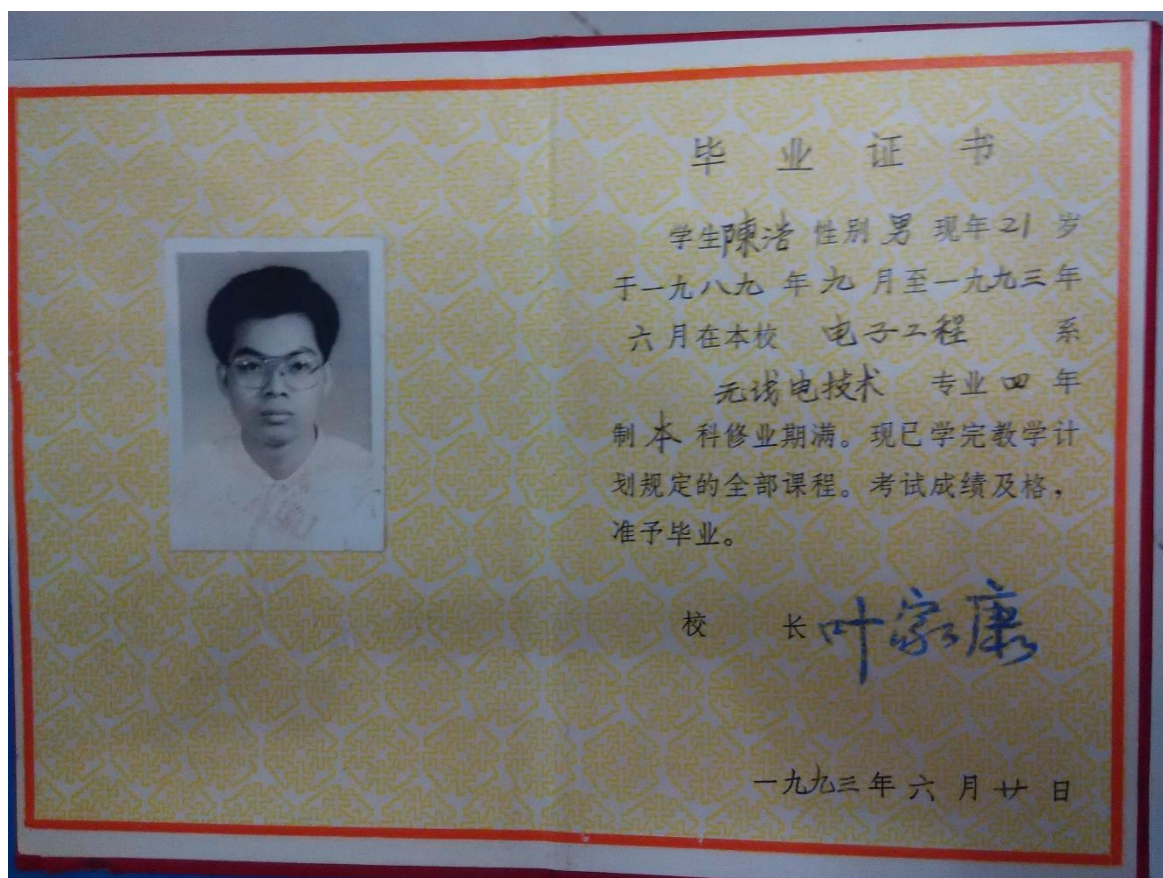 毕业证书
学生陳浩性别男现年21岁
于一九八九年九月至一九九三年
六月在本校电子工程系
无线电技术专业四年
制本科修业期满。现已学完教学计
划规定的全部课程。考试成绩及格，
准予毕业。
校长叶家康
一九九三年六月廿日